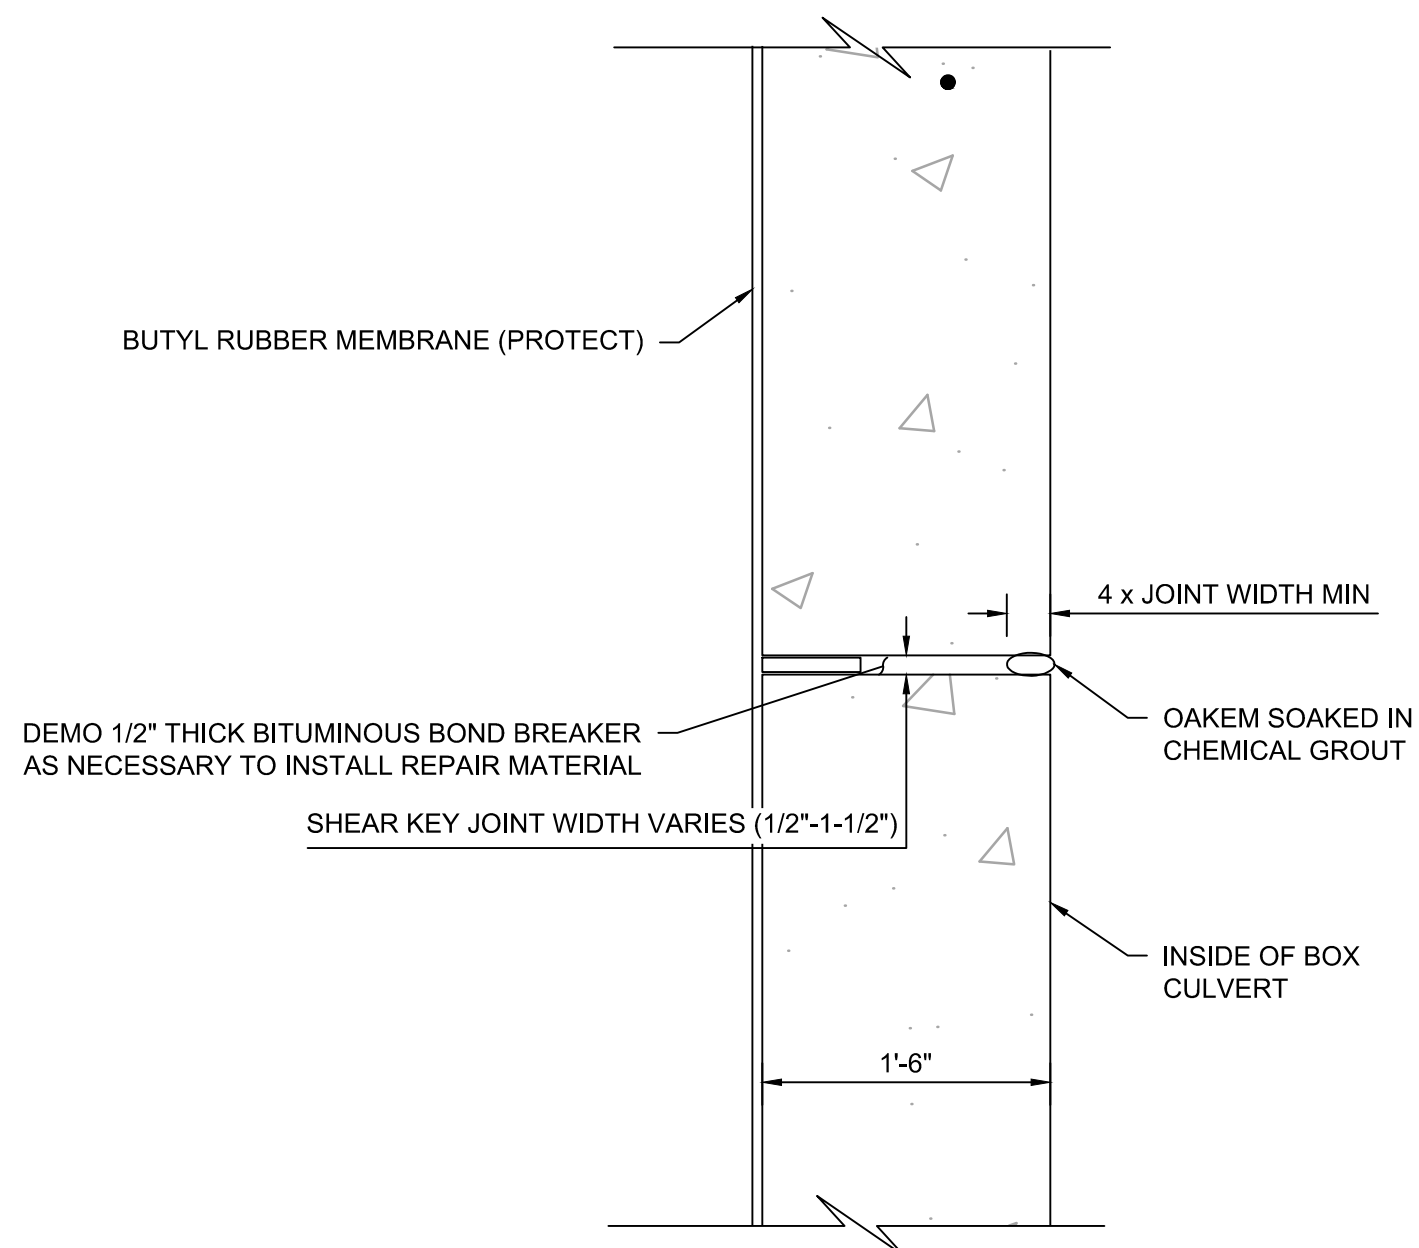 BUTYL RUBBER MEMBRANE (PROTECT)
4 x JOINT WIDTH MIN
OAKEM SOAKED IN
CHEMICAL GROUT
DEMO 1/2" THICK BITUMINOUS BOND BREAKER
AS NECESSARY TO INSTALL REPAIR MATERIAL
SHEAR KEY JOINT WIDTH VARIES (1/2"-1-1/2")
INSIDE OF BOX
CULVERT
1'-6"